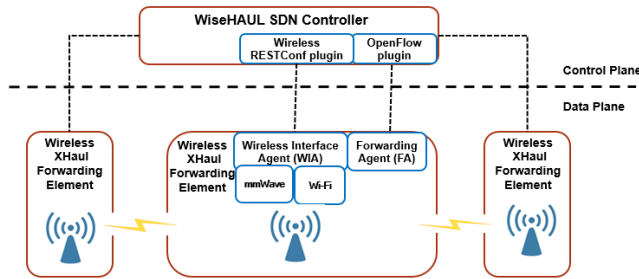 WiseHAUL SDN Controller
Wireless
RESTConf plugin
OpenFlow
plugin
Control Plane
Data Plane
Wireless
XHaul
Forwarding
Element
Wireless
XHaul
Forwarding
Element
Wireless Interface
Agent (WIA)
Forwarding
Agent (FA)
mmWave
Wi-Fi
Wireless
XHaul
Forwarding
Element